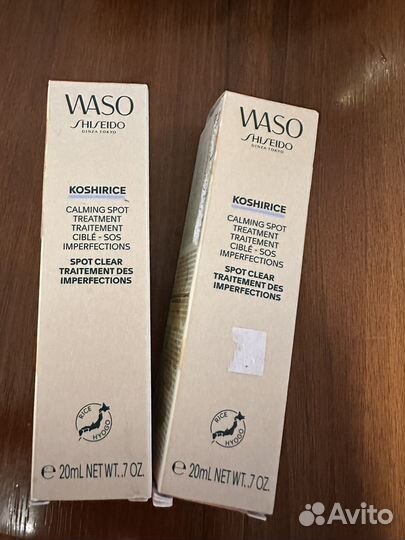 WASO
SHISEIDO
GINZA TOKYO
KOSHIRICE
CALMING SPOT
TREATMENT
TRAITEMENT
CIBLÉ - SOS
IMPERFECTIONS
SPOT CLEAR
TRAITEMENT DES
IMPERFECTIONS
RICE
HYOGO
e 20mL NET WT. .7 OZ.
WASO
SHISEIDO
GINZA TOKYO
KOSHIRICE
CALMING SPOT
TREATMENT
TRAITEMENT
CIBLÉ - SOS
IMPERFECTIONS
SPOT CLEAR
TRAITEMENT DES
IMPERFECTIONS
RICE
HYOGO
e 20mL NET WT. .7 OZ.
Avito